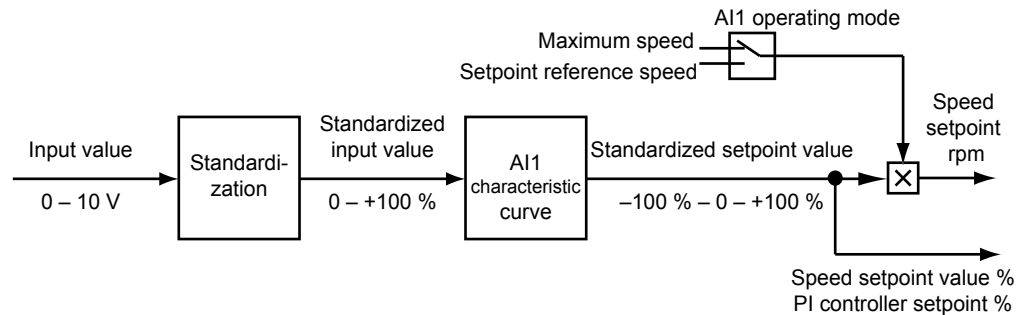 AI1 operating mode
Maximum speed
Setpoint reference speed
Input value
0 – 10 V
Standardi-
zation
Standardized
input value
0 – +100 %
AI1
characteristic
curve
Standardized setpoint value
–100 % – 0 – +100 %
Speed
setpoint
rpm
×
Speed setpoint value %
PI controller setpoint %